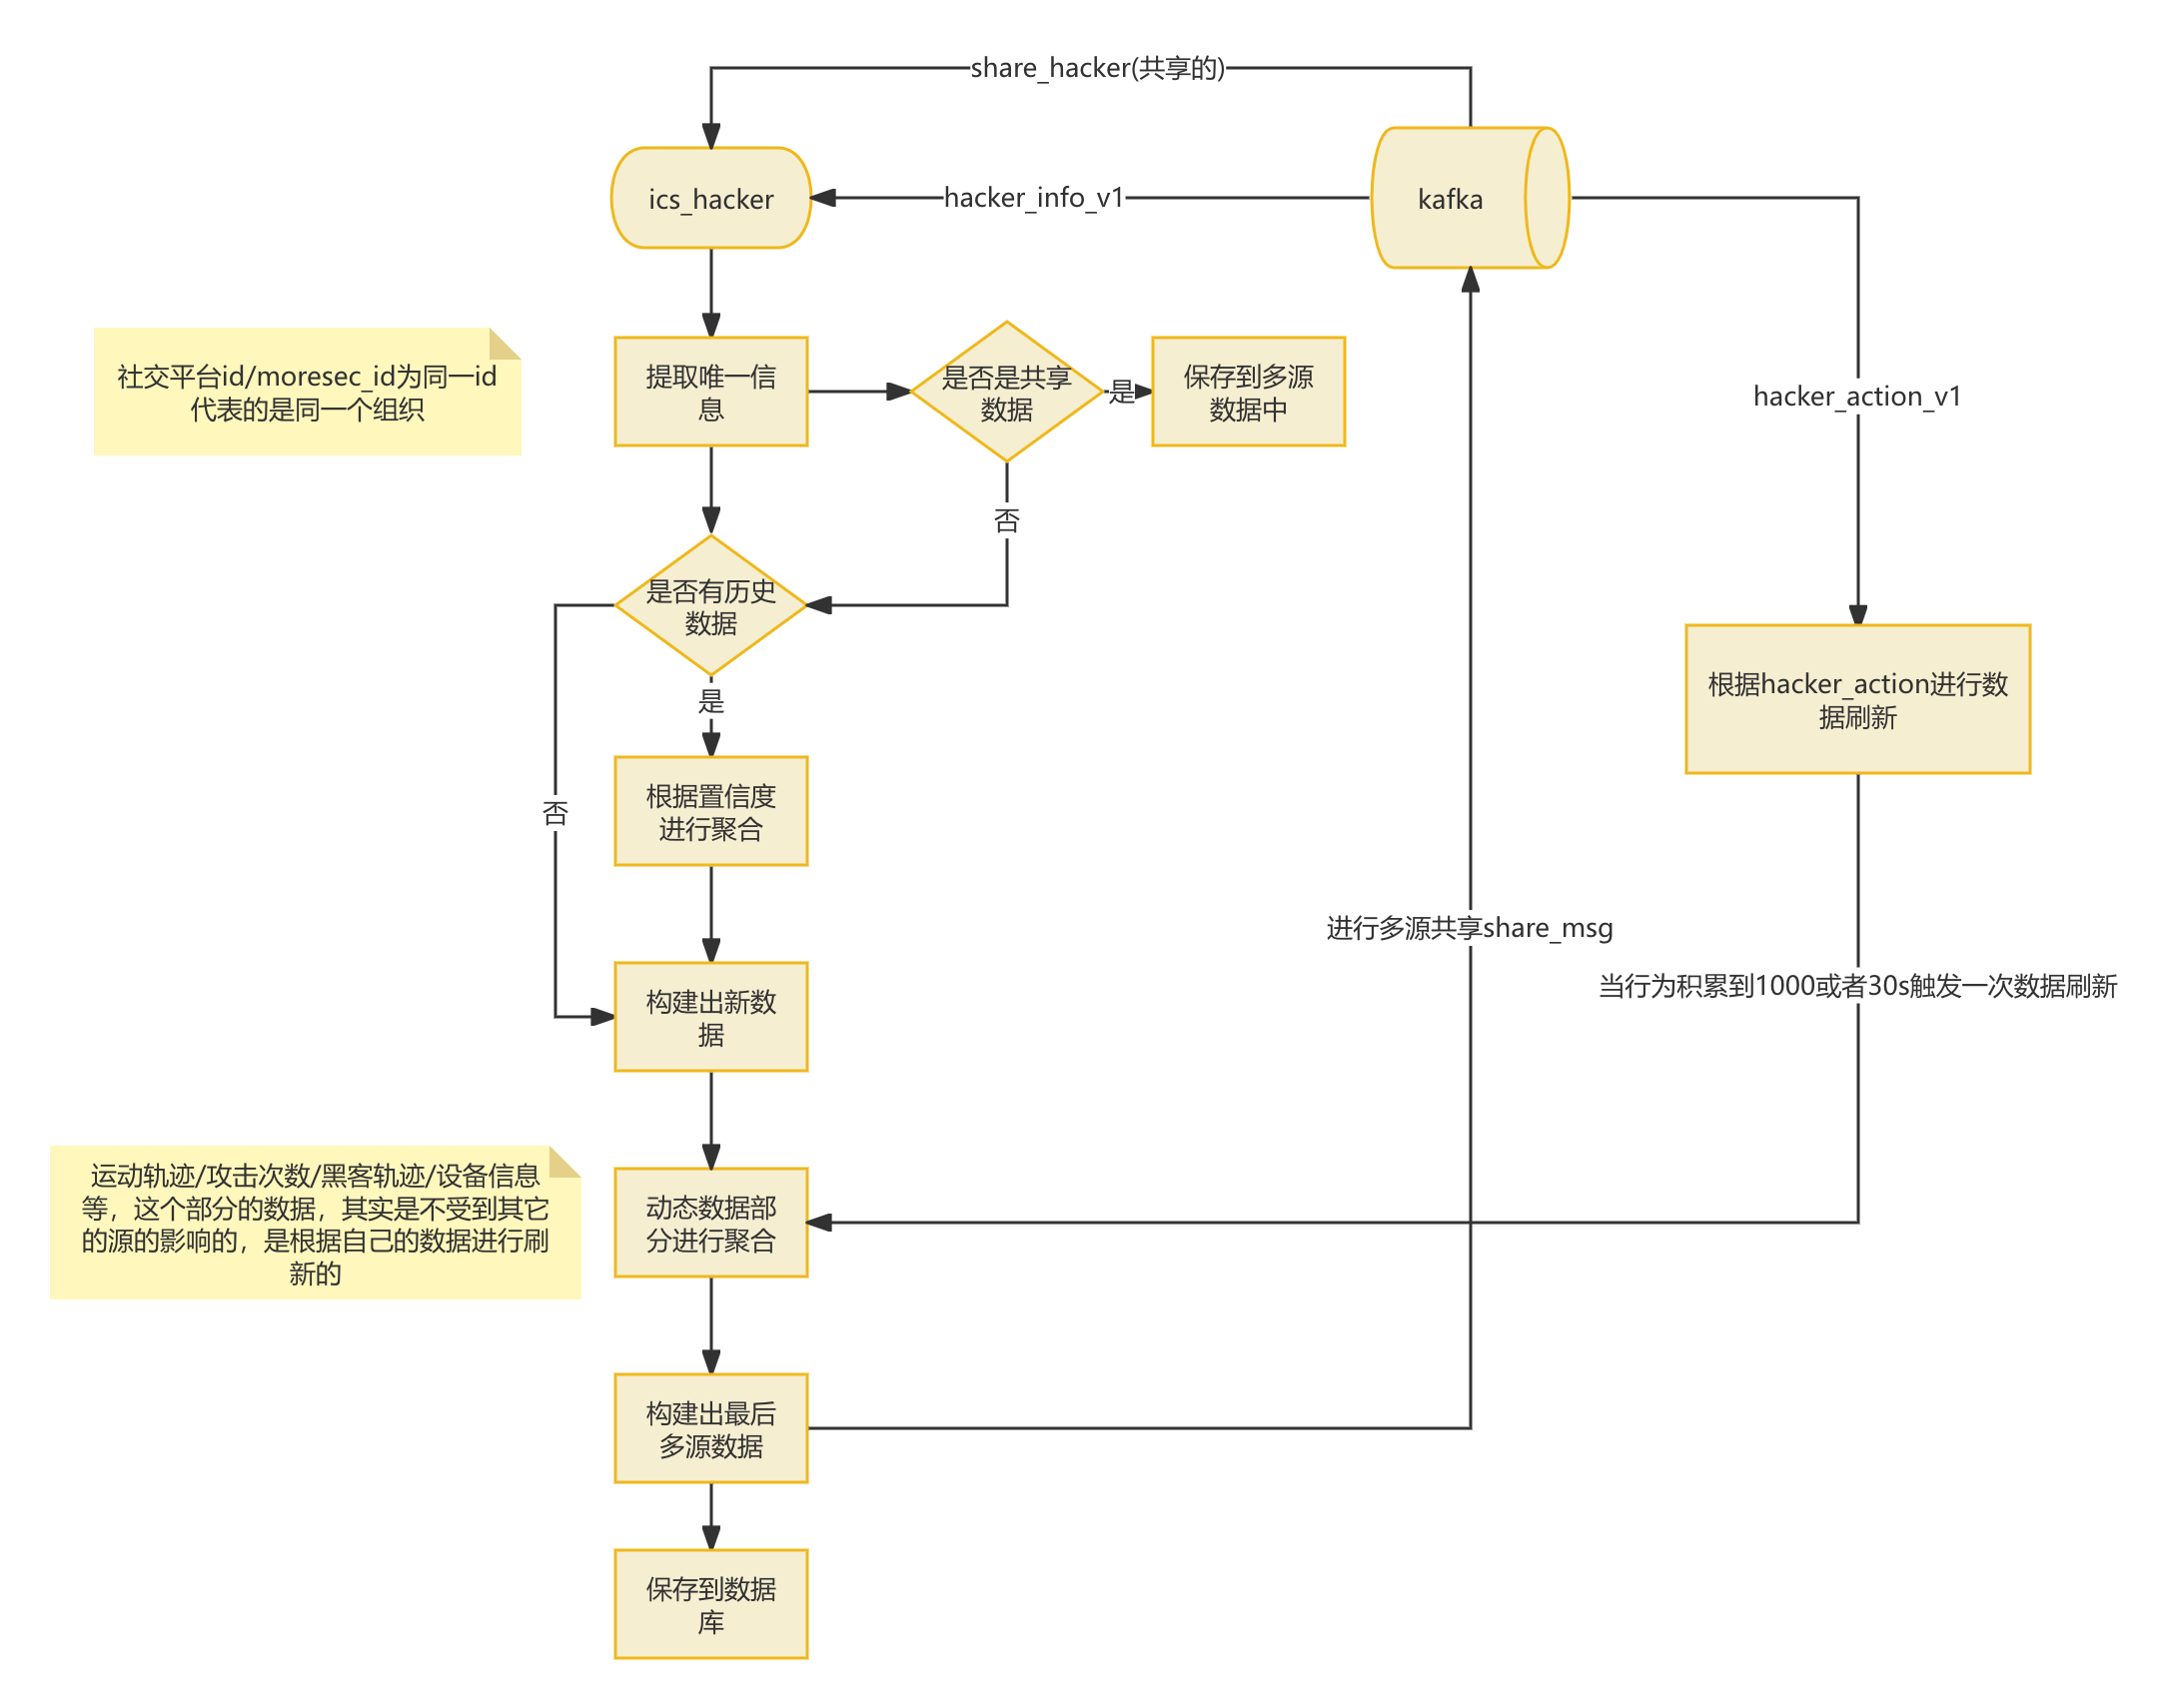 share_hacker(共享的)
ics_hacker
hacker_info_v1
kafka
社交平台id/moresec_id为同一id
代表的是同一个组织
提取唯一信
息
是否是共享
数据
是
保存到多源
数据中
hacker_action_v1
否
是否有历史
数据
是
根据hacker_action进行数
据刷新
否
根据置信度
进行聚合
进行多源共享share_msg
当行为积累到1000或者30s触发一次数据刷新
构建出新数
据
运动轨迹/攻击次数/黑客轨迹/设备信息
等，这个部分的数据，其实是不受到其它
的源的影响的，是根据自己的数据进行刷
新的
动态数据部
分进行聚合
构建出最后
多源数据
保存到数据
库